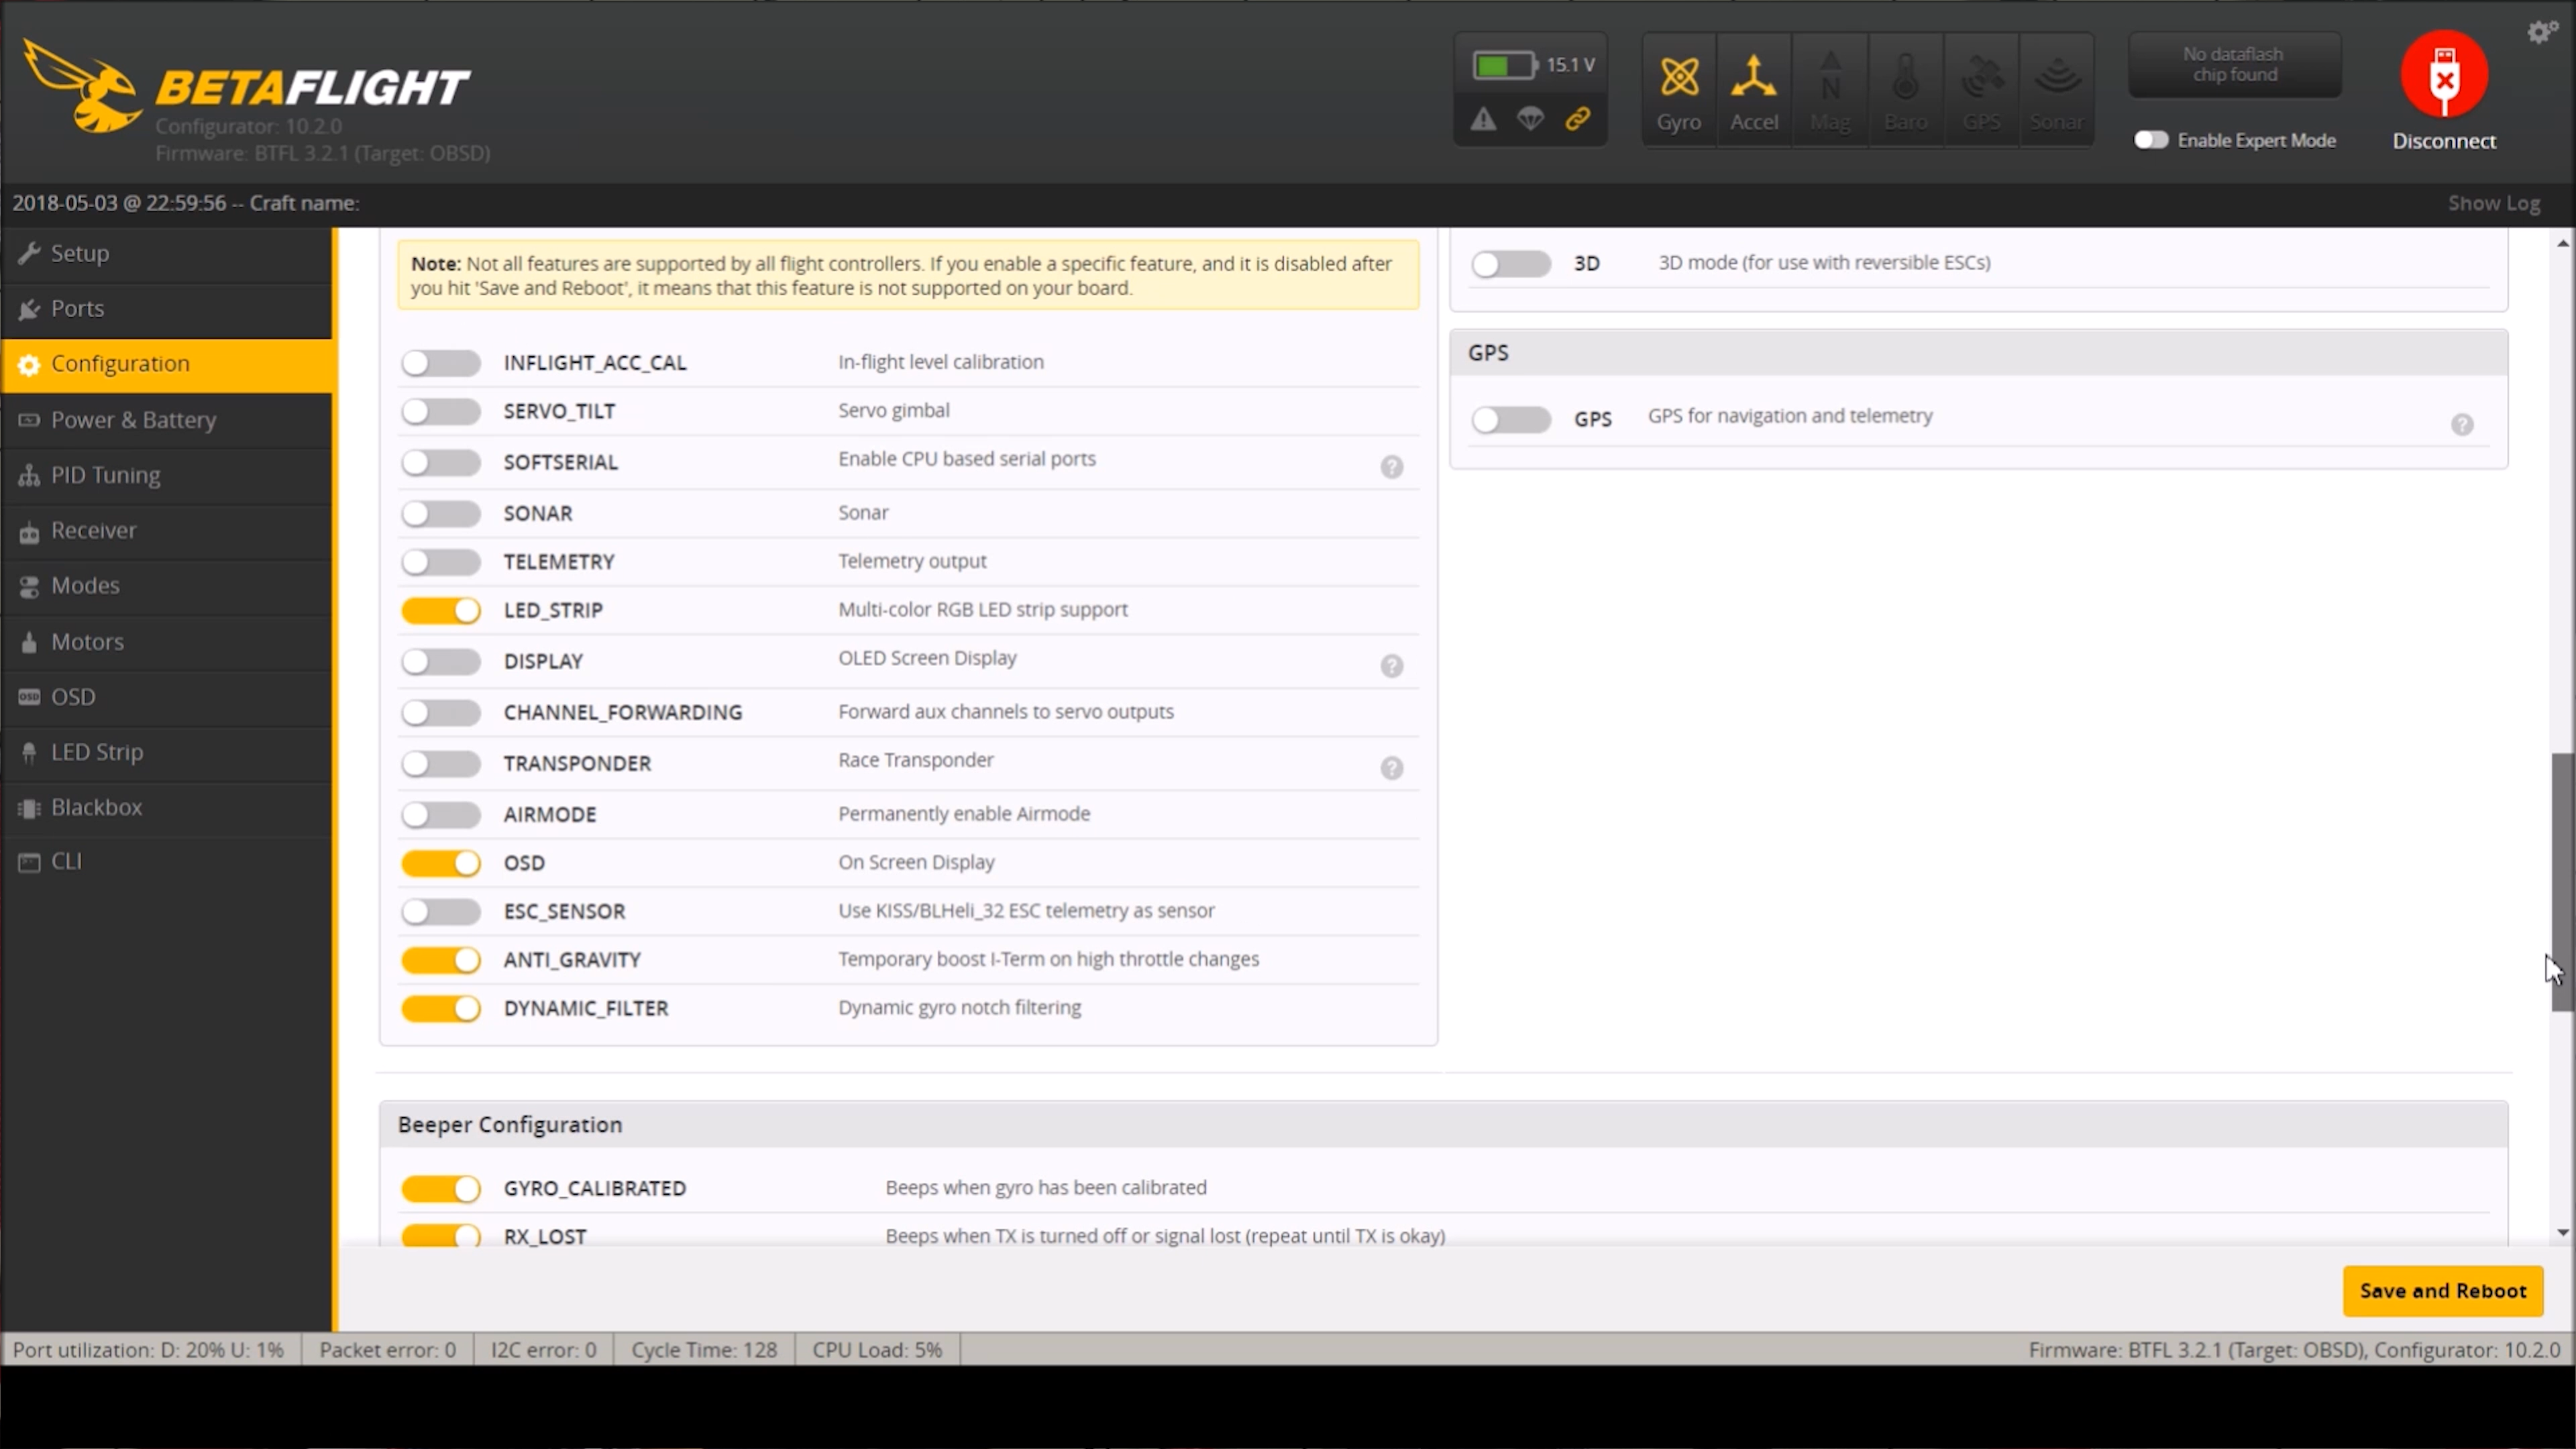 BETAFLIGHT
Configurator: 10.2.0
Firmware: BTFL 3.2.1 (Target: OBSD)
15.1 V
Gyro
Accel
N
Mag
Baro
GPS
Sonar
No dataflash
chip found
Enable Expert Mode
Disconnect
2018-05-03 @ 22:59:56 -- Craft name:
Show Log
Setup
Ports
Configuration
Power & Battery
PID Tuning
Receiver
Modes
Motors
OSD
OSD
LED Strip
Blackbox
CLI
Note: Not all features are supported by all flight controllers. If you enable a specific feature, and it is disabled after
you hit 'Save and Reboot', it means that this feature is not supported on your board.
INFLIGHT_ACC_CAL In-flight level calibration
SERVO_TILT Servo gimbal
SOFTSERIAL Enable CPU based serial ports ?
SONAR Sonar
TELEMETRY Telemetry output
LED_STRIP Multi-color RGB LED strip support
DISPLAY OLED Screen Display ?
CHANNEL_FORWARDING Forward aux channels to servo outputs
TRANSPONDER Race Transponder ?
AIRMODE Permanently enable Airmode
OSD On Screen Display
ESC_SENSOR Use KISS/BLHeli_32 ESC telemetry as sensor
ANTI_GRAVITY Temporary boost I-Term on high throttle changes
DYNAMIC_FILTER Dynamic gyro notch filtering
3D 3D mode (for use with reversible ESCs)
GPS
GPS GPS for navigation and telemetry ?
Beeper Configuration
GYRO_CALIBRATED Beeps when gyro has been calibrated
RX_LOST Beeps when TX is turned off or signal lost (repeat until TX is okay)
Save and Reboot
Port utilization: D: 20% U: 1% Packet error: 0 I2C error: 0 Cycle Time: 128 CPU Load: 5% Firmware: BTFL 3.2.1 (Target: OBSD), Configurator: 10.2.0